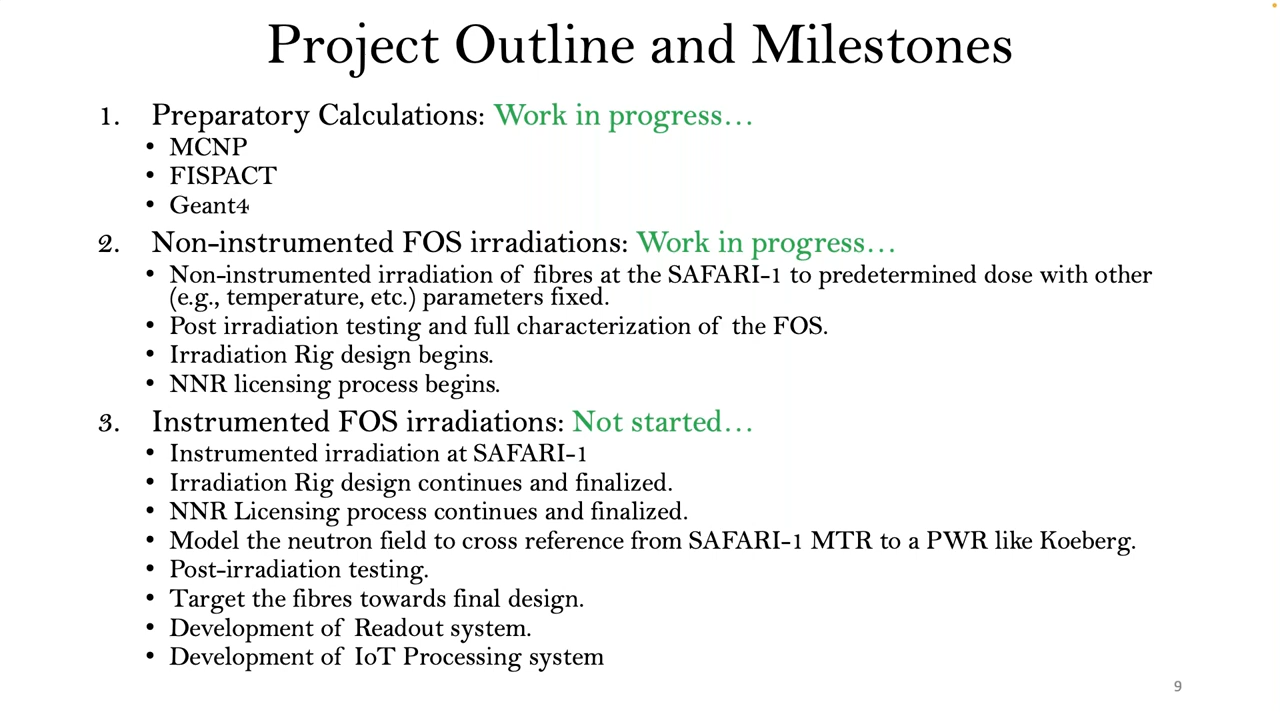 Project Outline and Milestones
1. Preparatory Calculations: Work in progress…
• MCNP
• FISPACT
• Geant4
2. Non-instrumented FOS irradiations: Work in progress…
• Non-instrumented irradiation of fibres at the SAFARI-1 to predetermined dose with other
(e.g., temperature, etc.) parameters fixed.
• Post irradiation testing and full characterization of the FOS.
• Irradiation Rig design begins.
• NNR licensing process begins.
3. Instrumented FOS irradiations: Not started…
• Instrumented irradiation at SAFARI-1
• Irradiation Rig design continues and finalized.
• NNR Licensing process continues and finalized.
• Model the neutron field to cross reference from SAFARI-1 MTR to a PWR like Koeberg.
• Post-irradiation testing.
• Target the fibres towards final design.
• Development of Readout system.
• Development of IoT Processing system
9